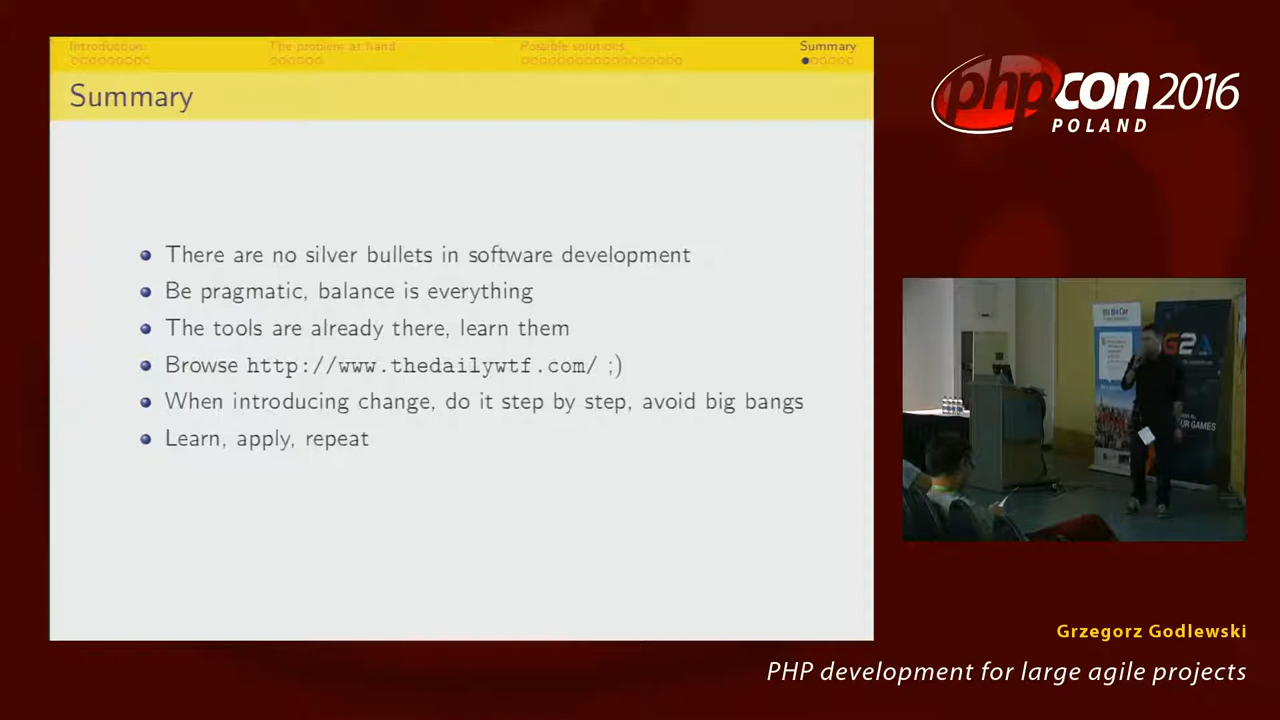 Introduction
The problem at hand
Possible solutions
Summary
Summary
There are no silver bullets in software development
Be pragmatic, balance is everything
The tools are already there, learn them
Browse http://www.thedailywtf.com/ ;)
When introducing change, do it step by step, avoid big bangs
Learn, apply, repeat
phpcon 2016
POLAND
G2A
UR GAMES
Grzegorz Godlewski
PHP development for large agile projects